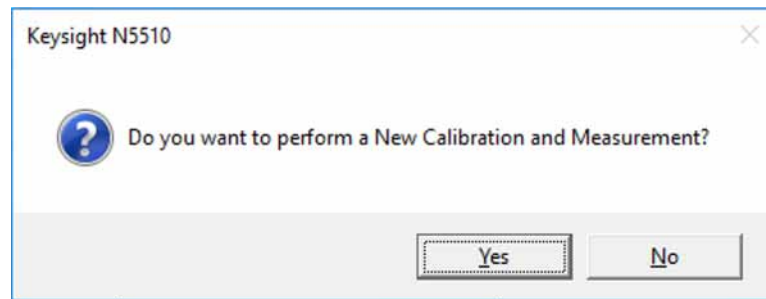 Keysight N5510
Do you want to perform a New Calibration and Measurement?
Yes
No